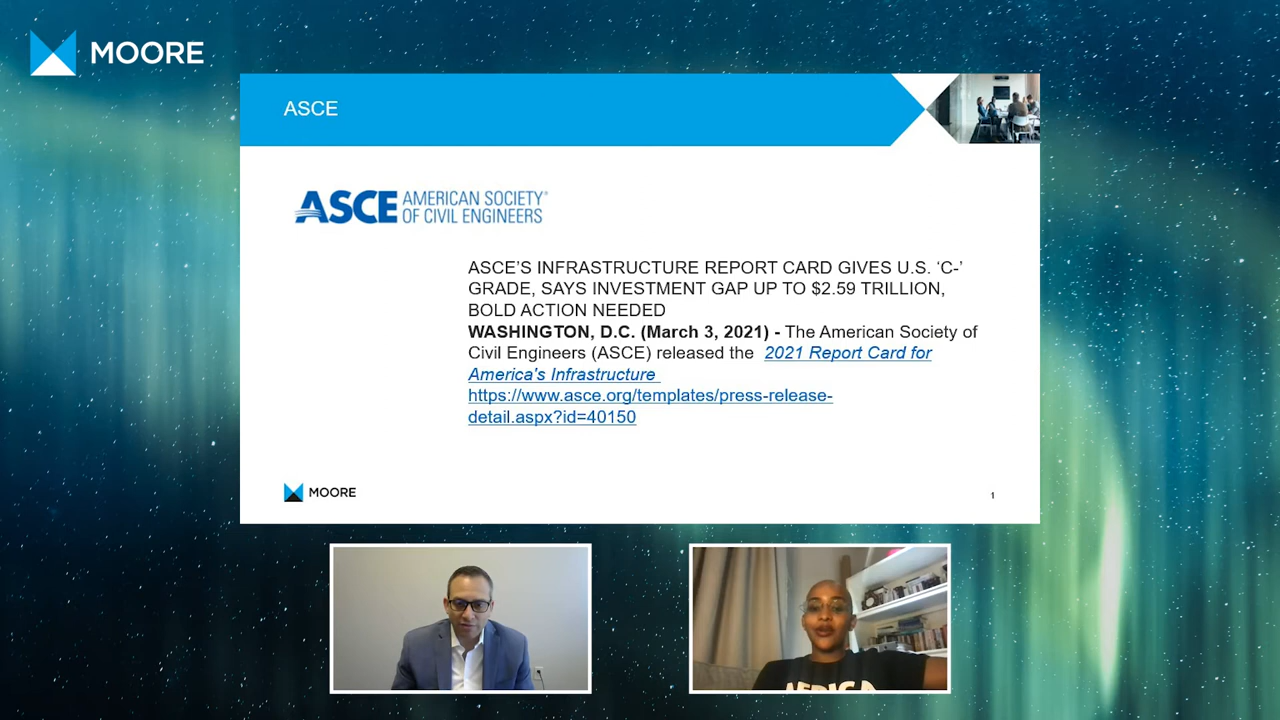 MOORE
ASCE
ASCE AMERICAN SOCIETY®
OF CIVIL ENGINEERS
ASCE’S INFRASTRUCTURE REPORT CARD GIVES U.S. ‘C-’
GRADE, SAYS INVESTMENT GAP UP TO $2.59 TRILLION,
BOLD ACTION NEEDED
WASHINGTON, D.C. (March 3, 2021) - The American Society of
Civil Engineers (ASCE) released the 2021 Report Card for
America's Infrastructure
https://www.asce.org/templates/press-release-
detail.aspx?id=40150
MOORE
1